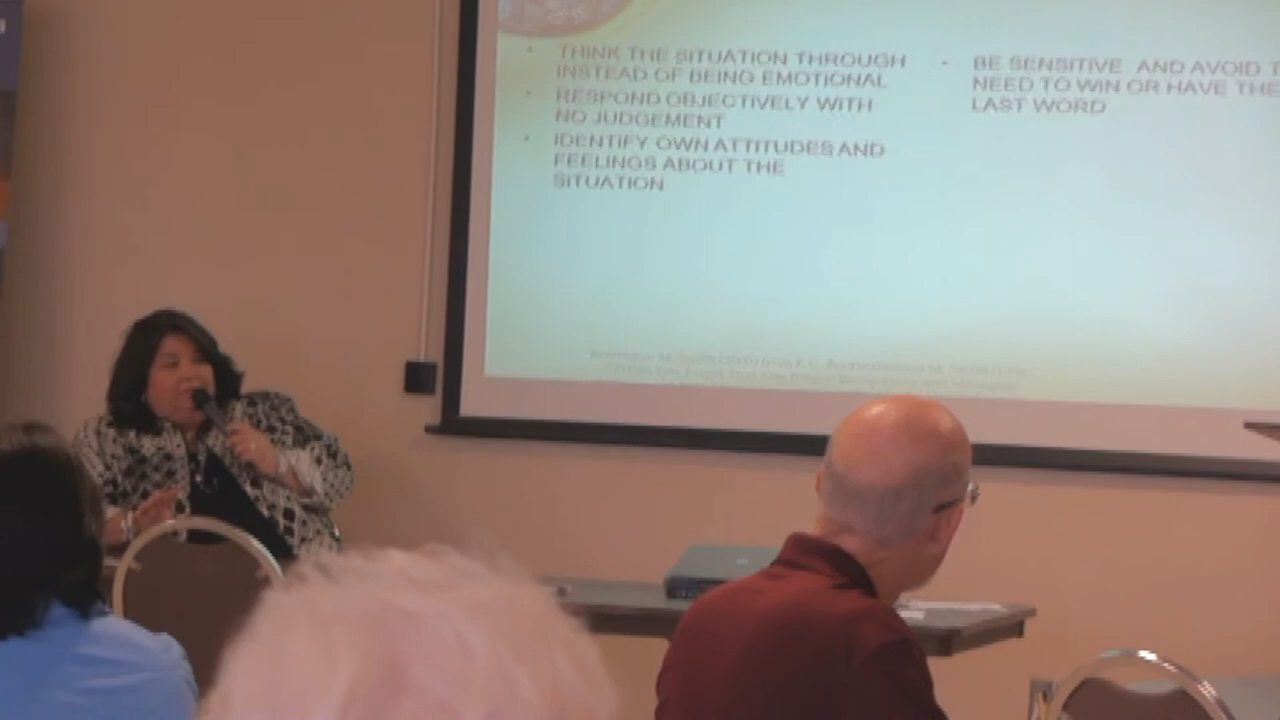 THINK THE SITUATION THROUGH
INSTEAD OF BEING EMOTIONAL
RESPOND OBJECTIVELY WITH
NO JUDGEMENT
IDENTIFY OWN ATTITUDES AND
FEELINGS ABOUT THE
SITUATION
BE SENSITIVE AND AVOID T
NEED TO WIN OR HAVE THE
LAST WORD